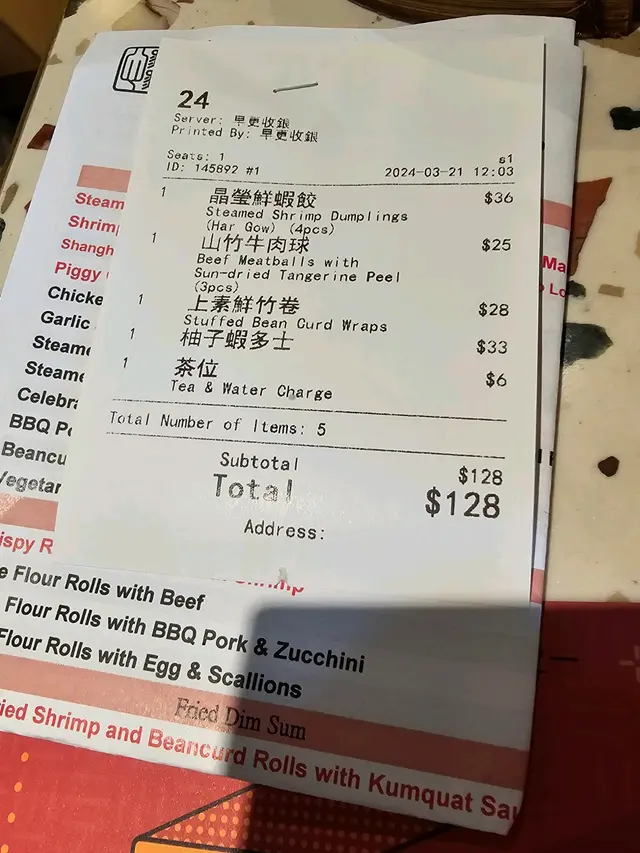 24
Server: 早更收銀
Printed By: 早更收銀
Seats: 1
s1
ID: 145892 #1
2024-03-21 12:03
1 晶瑩鮮蝦餃 $36
Steamed Shrimp Dumplings
(Har Gow) (4pcs)
1 山竹牛肉球 $25
Beef Meatballs with
Sun-dried Tangerine Peel
(3pcs)
1 上素鮮竹卷 $28
Stuffed Bean Curd Wraps
1 柚子蝦多士 $33
1 茶位 $6
Tea & Water Charge
Total Number of Items: 5
Subtotal $128
Total $128
Address:
Steam
Shrim
Shangh
Piggy
Chicke
Garlic
Steame
Steame
Celebra
BBQ Po
Beancu
Vegetar
ispy R
Shrimp
e Flour Rolls with Beef
Flour Rolls with BBQ Pork & Zucchini
Flour Rolls with Egg & Scallions
Fried Dim Sum
ried Shrimp and Beancurd Rolls with Kumquat Sau
Ma
Lo